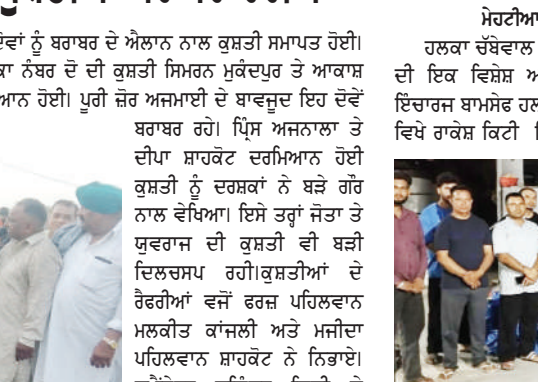 ਦੋਵਾਂ ਨੂੰ ਬਰਾਬਰ ਦੇ ਐਲਾਨ ਨਾਲ ਕੁਸ਼ਤੀ ਸਮਾਪਤ ਹੋਈ।
ਨੰਬਰ ਦੋ ਦੀ ਕੁਸ਼ਤੀ ਸਿਮਰਨ ਮੁਕੰਦਪੁਰ ਤੇ ਆਕਾਸ਼
ਹੋਈ। ਪੂਰੀ ਜ਼ੋਰ ਅਜਮਾਈ ਦੇ ਬਾਵਜੂਦ ਇਹ ਦੋਵੇਂ
ਬਰਾਬਰ ਰਹੇ। ਪ੍ਰਿੰਸ ਅਜਨਾਲਾ ਤੇ
ਦੀਪਾ ਸ਼ਾਹਕੋਟ ਦਰਮਿਆਨ ਹੋਈ
ਕੁਸ਼ਤੀ ਨੂੰ ਦਰਸ਼ਕਾਂ ਨੇ ਬੜੇ ਗੌਰ
ਨਾਲ ਵੇਖਿਆ। ਇਸੇ ਤਰ੍ਹਾਂ ਜੋਤਾ ਤੇ
ਯੁਵਰਾਜ ਦੀ ਕੁਸ਼ਤੀ ਵੀ ਬੜੀ
ਦਿਲਚਸਪ ਰਹੀ।ਕੁਸ਼ਤੀਆਂ ਦੇ
ਰੈਫਰੀਆਂ ਵਜੋਂ ਫਰਜ਼ ਪਹਿਲਵਾਨ
ਮਲਕੀਤ ਕਾਂਜਲੀ ਅਤੇ ਮਜੀਦਾ
ਪਹਿਲਵਾਨ ਸ਼ਾਹਕੋਟ ਨੇ ਨਿਭਾਏ।
ਮੇਹਟੀਆ
ਹਲਕਾ ਚੱਬੇਵਾਲ
ਦੀ ਇਕ ਵਿਸ਼ੇਸ਼
ਇੰਚਾਰਜ ਬਾਮਸੇਫ ਹਲ
ਵਿਖੇ ਰਾਕੇਸ਼ ਕਿਟੀ